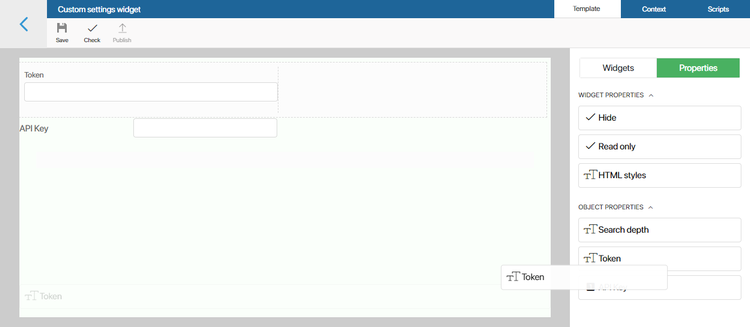 Custom settings widget
Template
Context
Scripts
Save
Check
Publish
Token
API Key
Token
Widgets
Properties
WIDGET PROPERTIES
Hide
Read only
HTML styles
OBJECT PROPERTIES
Search depth
Token
Token